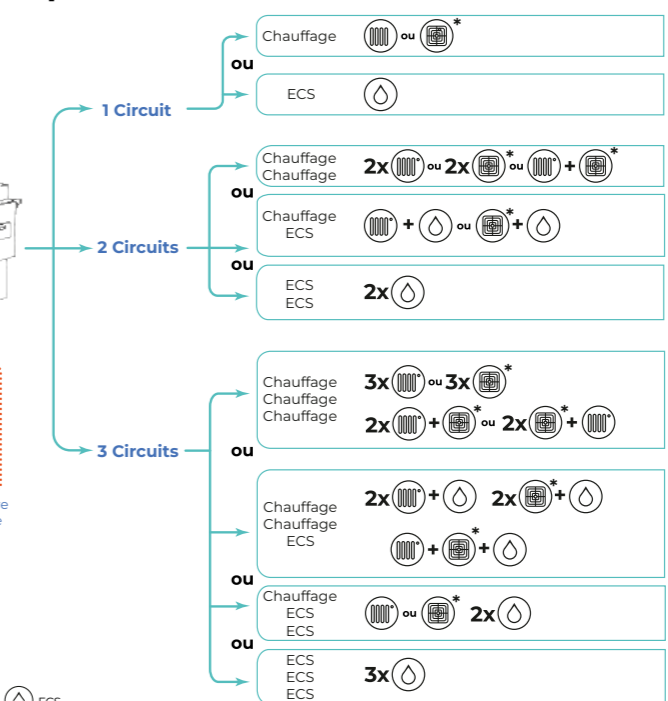 Chauffage ou *
ou
ECS
1 Circuit
Chauffage
Chauffage
2x ou 2x * ou + *
ou
2 Circuits
Chauffage
ECS
+ ou * +
ou
ECS
ECS
2x
3 Circuits
Chauffage
Chauffage
Chauffage
3x ou 3x *
2x + * ou 2x * +
ou
Chauffage
Chauffage
ECS
2x + 2x * +
+ * +
ou
Chauffage
ECS
ECS
ou * 2x
ou
ECS
ECS
ECS
3x
ECS